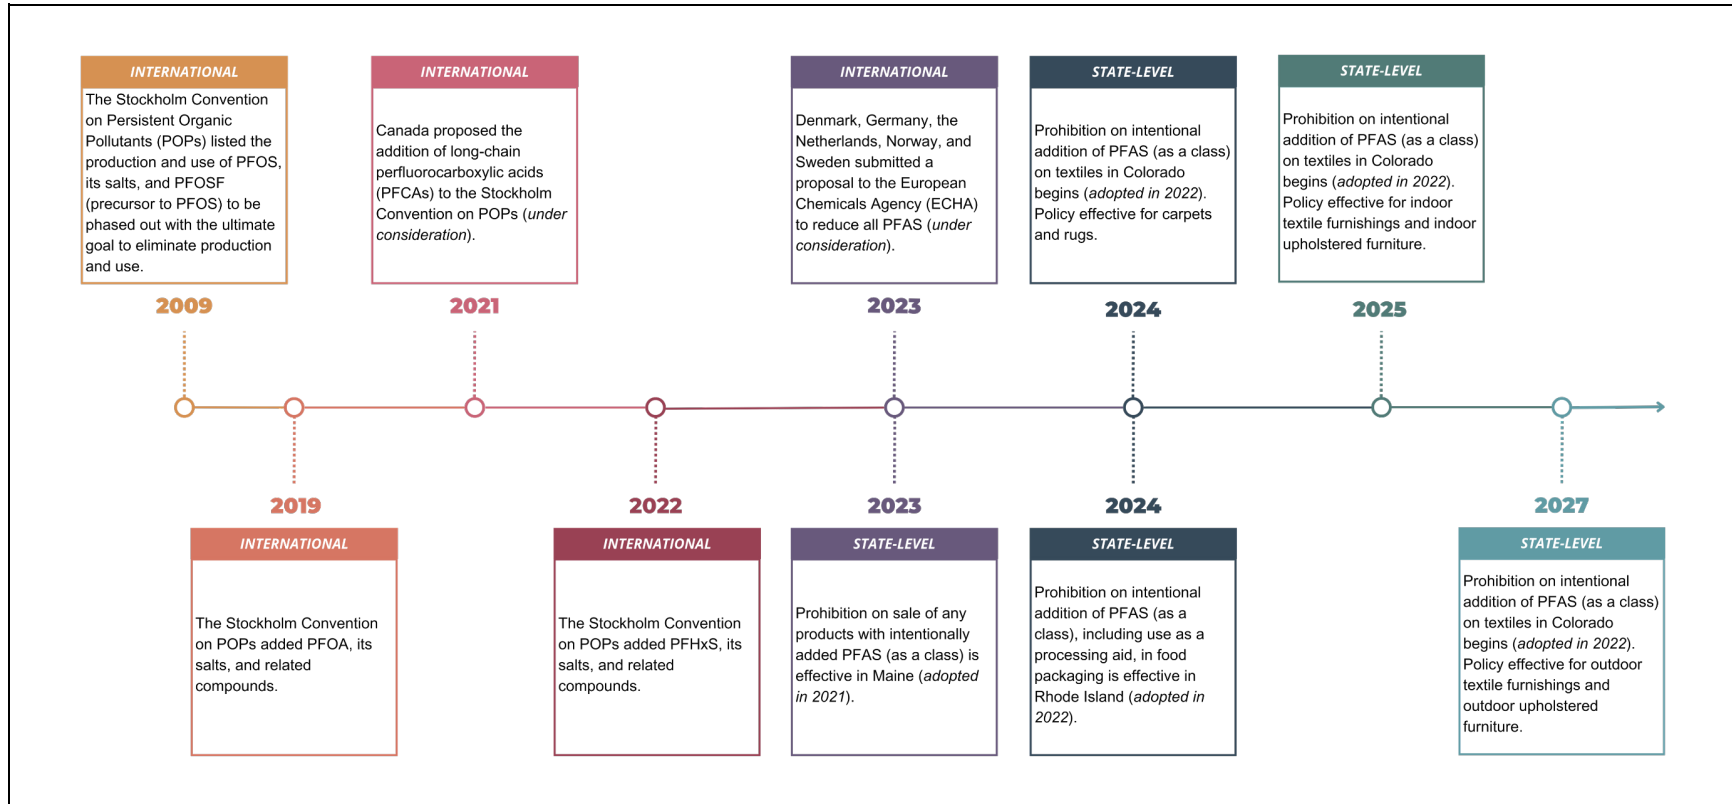 INTERNATIONAL
The Stockholm Convention
on Persistent Organic
Pollutants (POPs) listed the
production and use of PFOS,
its salts, and PFOSF
(precursor to PFOS) to be
phased out with the ultimate
goal to eliminate production
and use.
2009
INTERNATIONAL
Canada proposed the
addition of long-chain
perfluorocarboxylic acids
(PFCAs) to the Stockholm
Convention on POPs (under
consideration).
2021
INTERNATIONAL
Denmark, Germany, the
Netherlands, Norway, and
Sweden submitted a
proposal to the European
Chemicals Agency (ECHA)
to reduce all PFAS (under
consideration).
2023
STATE-LEVEL
Prohibition on intentional
addition of PFAS (as a class)
on textiles in Colorado
begins (adopted in 2022).
Policy effective for carpets
and rugs.
2024
STATE-LEVEL
Prohibition on intentional
addition of PFAS (as a class)
on textiles in Colorado
begins (adopted in 2022).
Policy effective for indoor
textile furnishings and indoor
upholstered furniture.
2025
2019
INTERNATIONAL
The Stockholm Convention
on POPs added PFOA, its
salts, and related
compounds.
2022
INTERNATIONAL
The Stockholm Convention
on POPs added PFHxS, its
salts, and related
compounds.
2023
STATE-LEVEL
Prohibition on sale of any
products with intentionally
added PFAS (as a class) is
effective in Maine (adopted
in 2021).
2024
STATE-LEVEL
Prohibition on intentional
addition of PFAS (as a
class), including use as a
processing aid, in food
packaging is effective in
Rhode Island (adopted in
2022).
2027
STATE-LEVEL
Prohibition on intentional
addition of PFAS (as a class)
on textiles in Colorado
begins (adopted in 2022).
Policy effective for outdoor
textile furnishings and
outdoor upholstered
furniture.